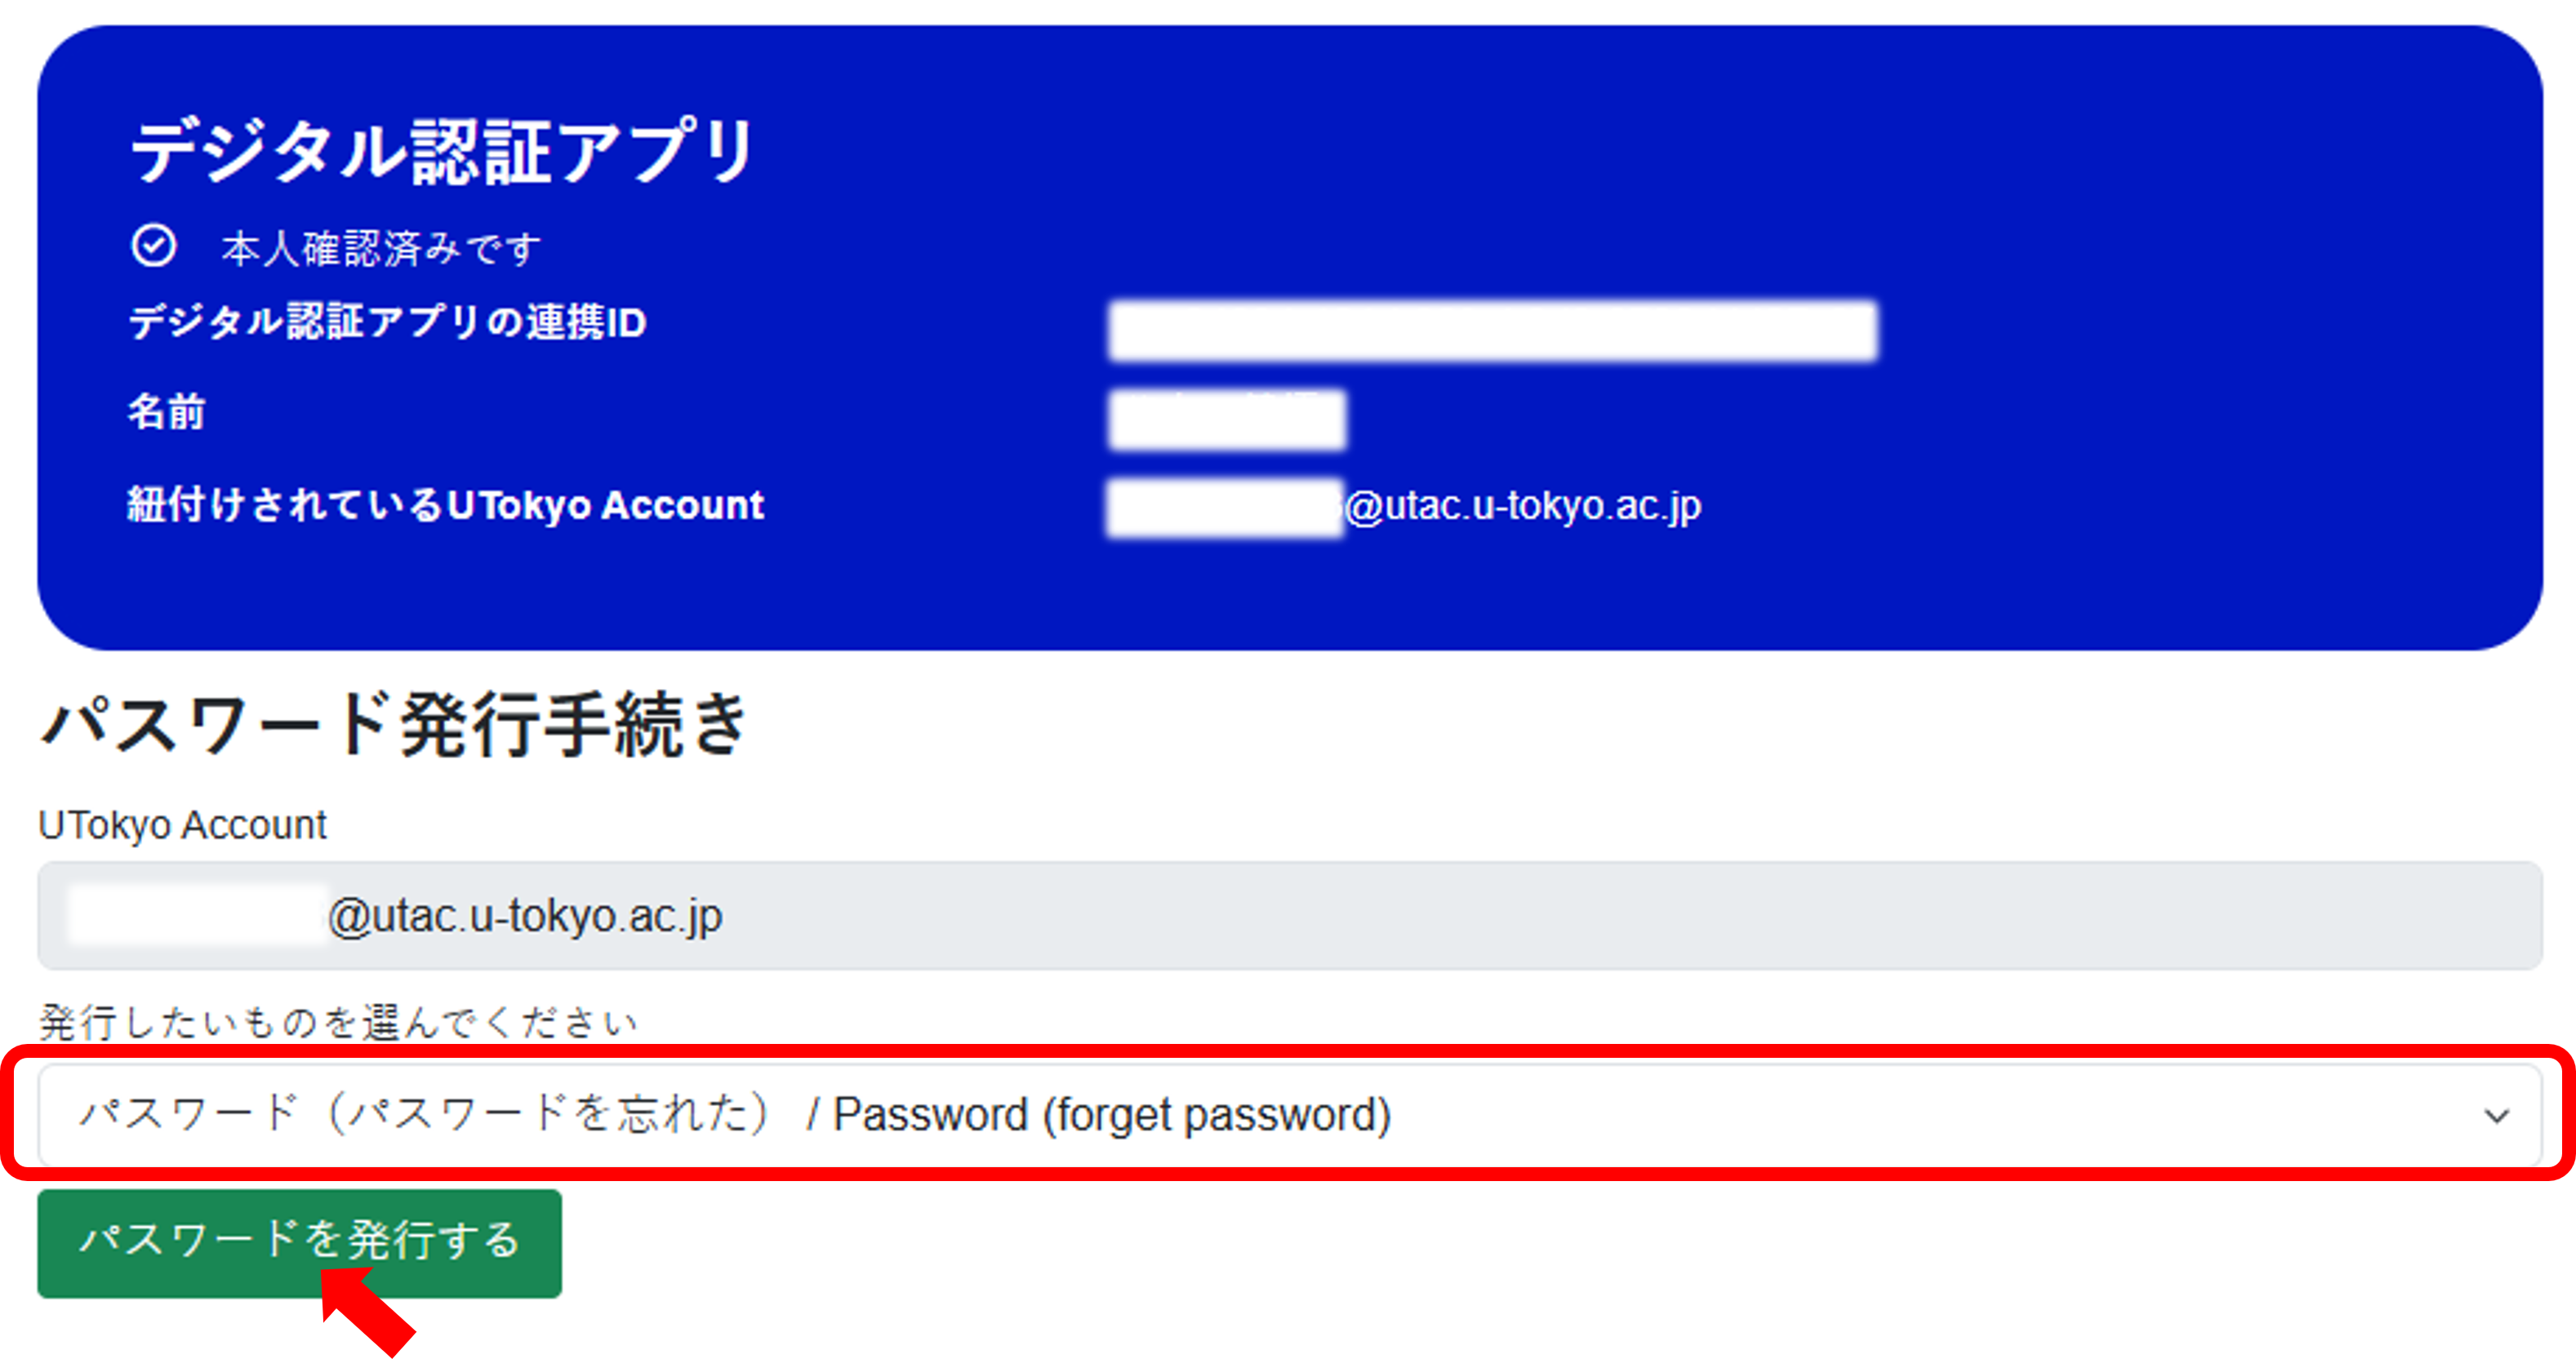 デジタル認証アプリ
本人確認済みです
デジタル認証アプリの連携ID
名前
紐付けされているUTokyo Account @utac.u-tokyo.ac.jp
パスワード発行手続き
UTokyo Account
@utac.u-tokyo.ac.jp
発行したいものを選んでください
パスワード（パスワードを忘れた） / Password (forget password)
パスワードを発行する